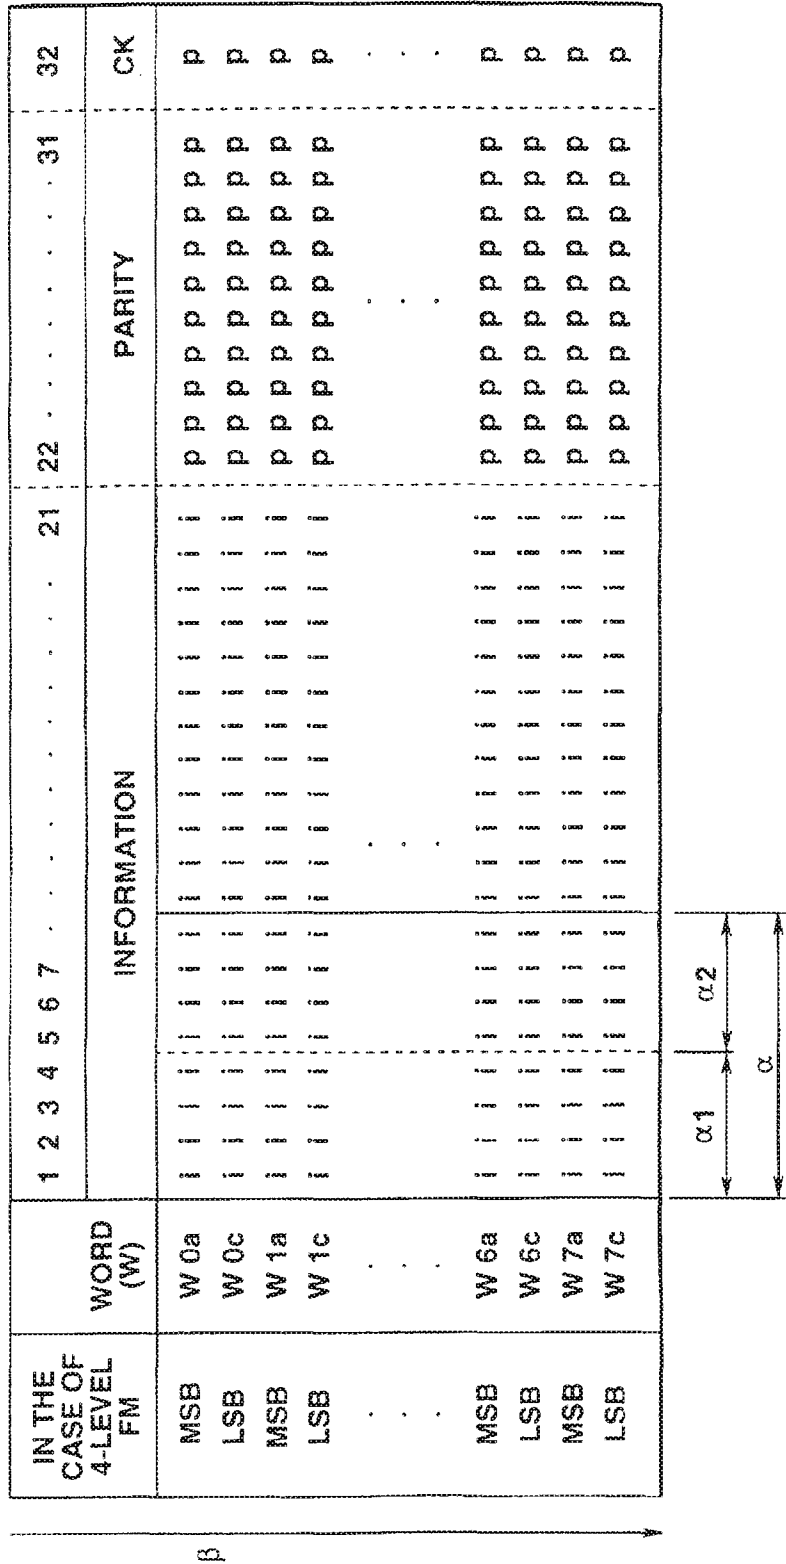 IN THE
CASE OF
4-LEVEL
FM
WORD
(W)
1 2 3 4 5 6 7 . . . . . . . . . . . 21 22 . . . . . . . . 31 32
INFORMATION PARITY CK
MSB W 0a i i i i i i i i i i i i i i i i i i i i p p p p p p p p p p p
LSB W 0c i i i i i i i i i i i i i i i i i i i i p p p p p p p p p p p
MSB W 1a i i i i i i i i i i i i i i i i i i i i p p p p p p p p p p p
LSB W 1c i i i i i i i i i i i i i i i i i i i i p p p p p p p p p p p
. . . . .
. . . . .
. . . . .
MSB W 6a i i i i i i i i i i i i i i i i i i i i p p p p p p p p p p p
LSB W 6c i i i i i i i i i i i i i i i i i i i i p p p p p p p p p p p
MSB W 7a i i i i i i i i i i i i i i i i i i i i p p p p p p p p p p p
LSB W 7c i i i i i i i i i i i i i i i i i i i i p p p p p p p p p p p
β
α1 α2
α